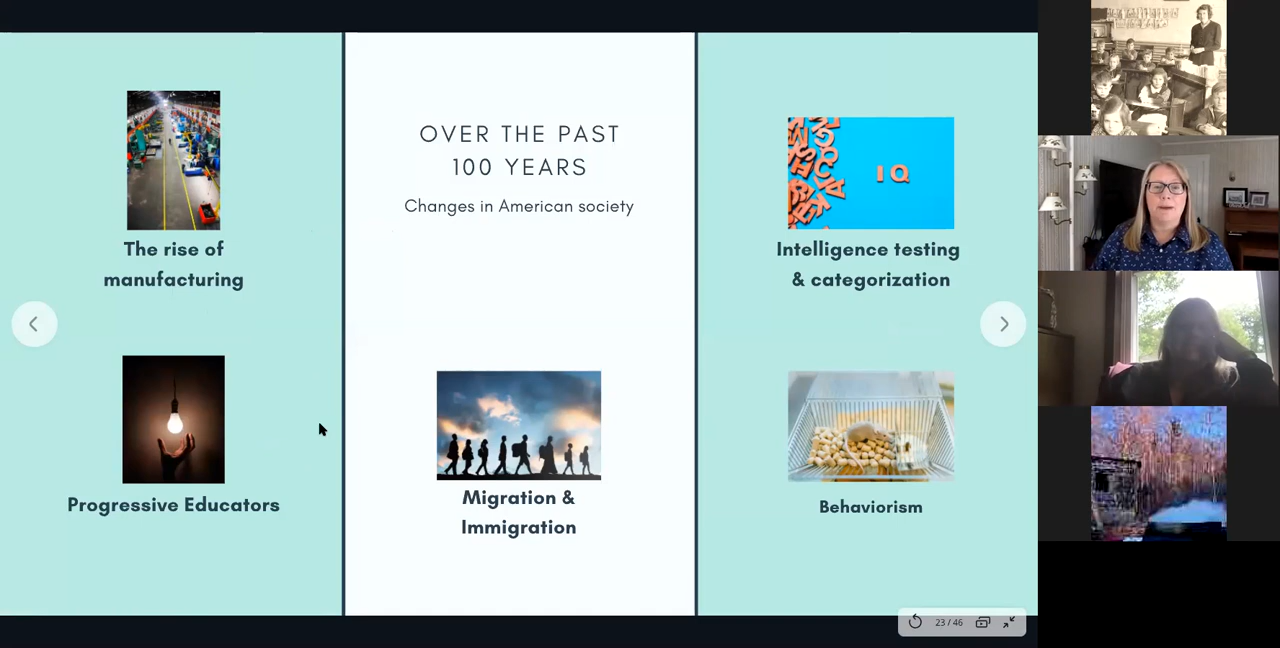 OVER THE PAST
100 YEARS
Changes in American society
The rise of
manufacturing
IQ
Intelligence testing
& categorization
Progressive Educators
Migration &
Immigration
Behaviorism
23 / 46